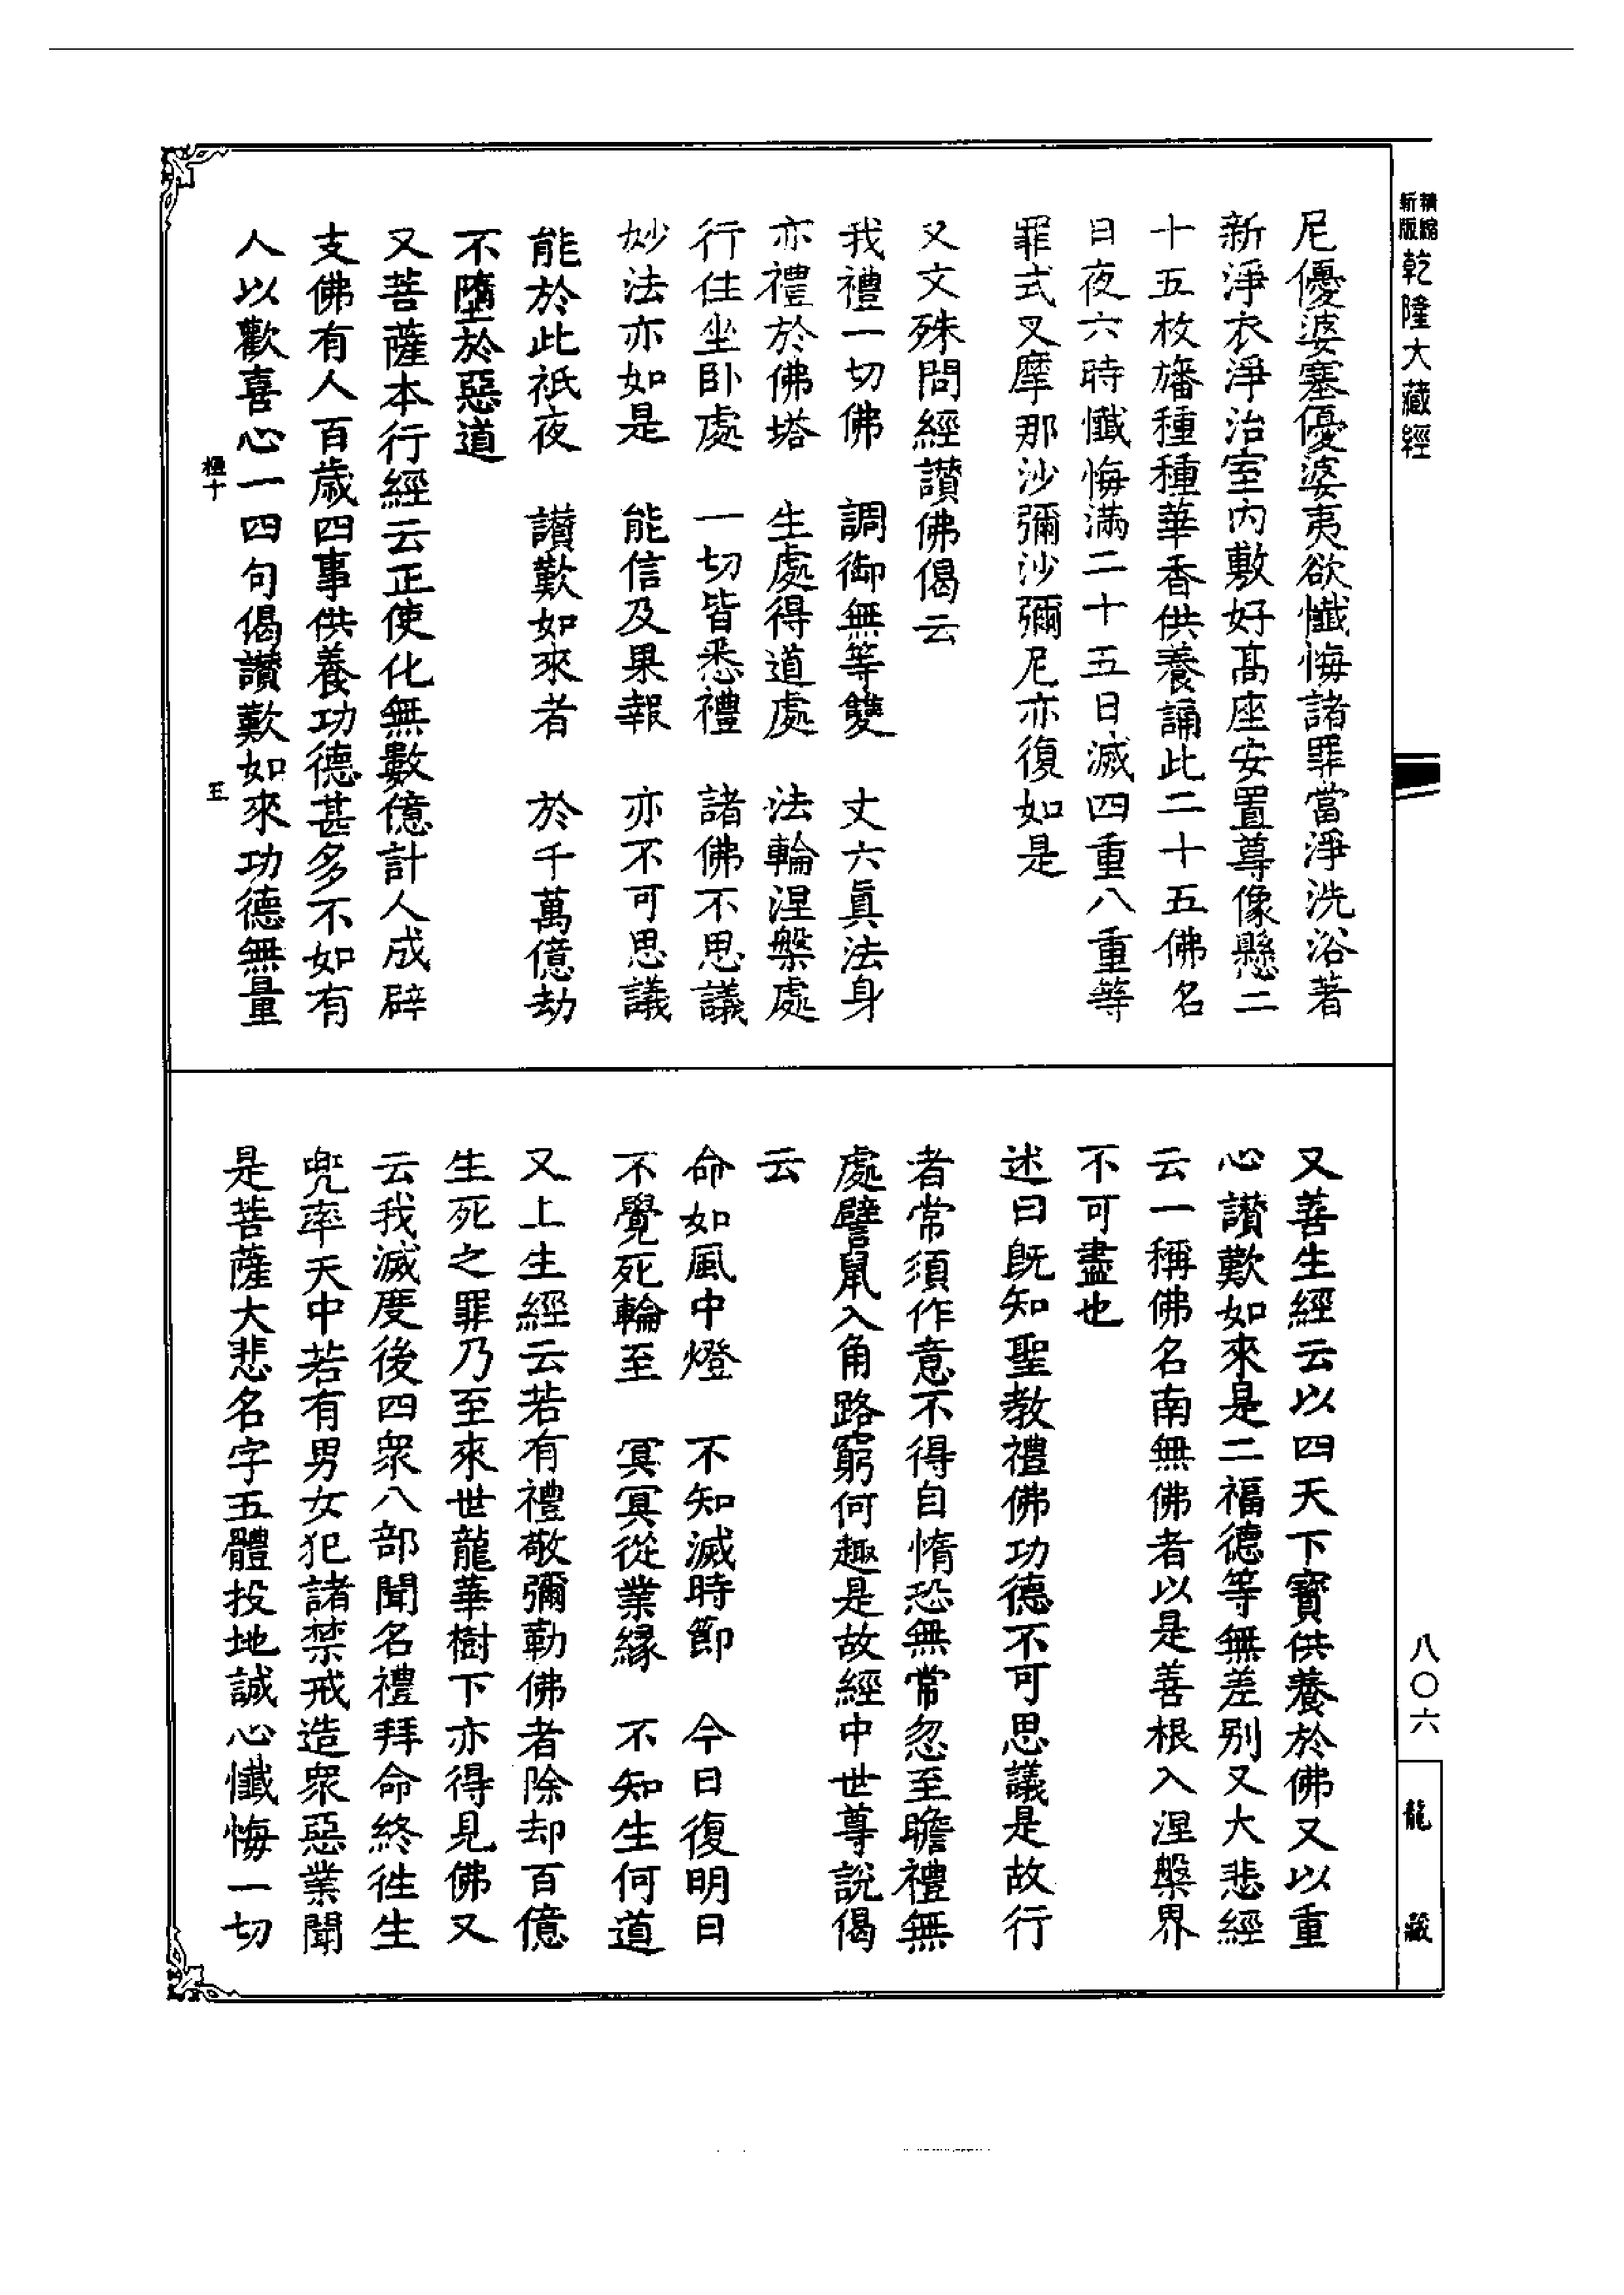 精縮新版乾隆大藏經
尼優婆塞優婆夷欲懺悔諸罪當淨洗浴著
新淨衣淨治室內敷好高座安置尊像懸二
十五枚旛種種華香供養誦此二十五佛名
日夜六時懺悔滿二十五日滅四重八重等
罪式叉摩那沙彌沙彌尼亦復如是
又文殊問經讚佛偈云
我禮一切佛　調御無等雙　丈六眞法身
亦禮於佛塔　生處得道處　法輪涅槃處
行住坐卧處　一切皆悉禮　諸佛不思議
妙法亦如是　能信及果報　亦不可思議
能於此祇夜　讚歎如來者　於千萬億劫
不墮於惡道
又菩薩本行經云正使化無數億計人成辟
支佛有人百歲四事供養功德甚多不如有
人以歡喜心一四句偈讚歎如來功德無量
極十　五
又善生經云以四天下寶供養於佛又以重
心讚歎如來是二福德等無差别又大悲經
云一稱佛名南無佛者以是善根入涅槃界
不可盡也
述曰旣知聖教禮佛功德不可思議是故行
者常須作意不得自惰恐無常忽至瞻禮無
處譬鼠入角路窮何趣是故經中世尊說偈
云
命如風中燈　不知滅時節　今日復明日
不覺死輪至　冥冥從業緣　不知生何道
又上生經云若有禮敬彌勒佛者除却百億
生死之罪乃至來世龍華樹下亦得見佛又
云我滅度後四衆八部聞名禮拜命終往生
兜率天中若有男女犯諸禁戒造衆惡業聞
是菩薩大悲名字五體投地誠心懺悔一切
八〇六
龍藏